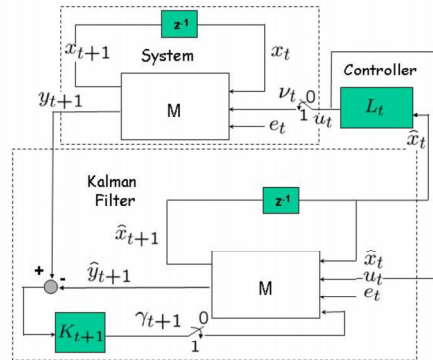 z⁻¹
x_{t+1}
System
x_t
Controller
y_{t+1}
M
ν_t
0
1
u_t
L_t
e_t
x̂_t
Kalman
Filter
z⁻¹
x̂_{t+1}
x̂_t
+
-
ŷ_{t+1}
M
u_t
e_t
γ_{t+1}
0
K_{t+1}
1